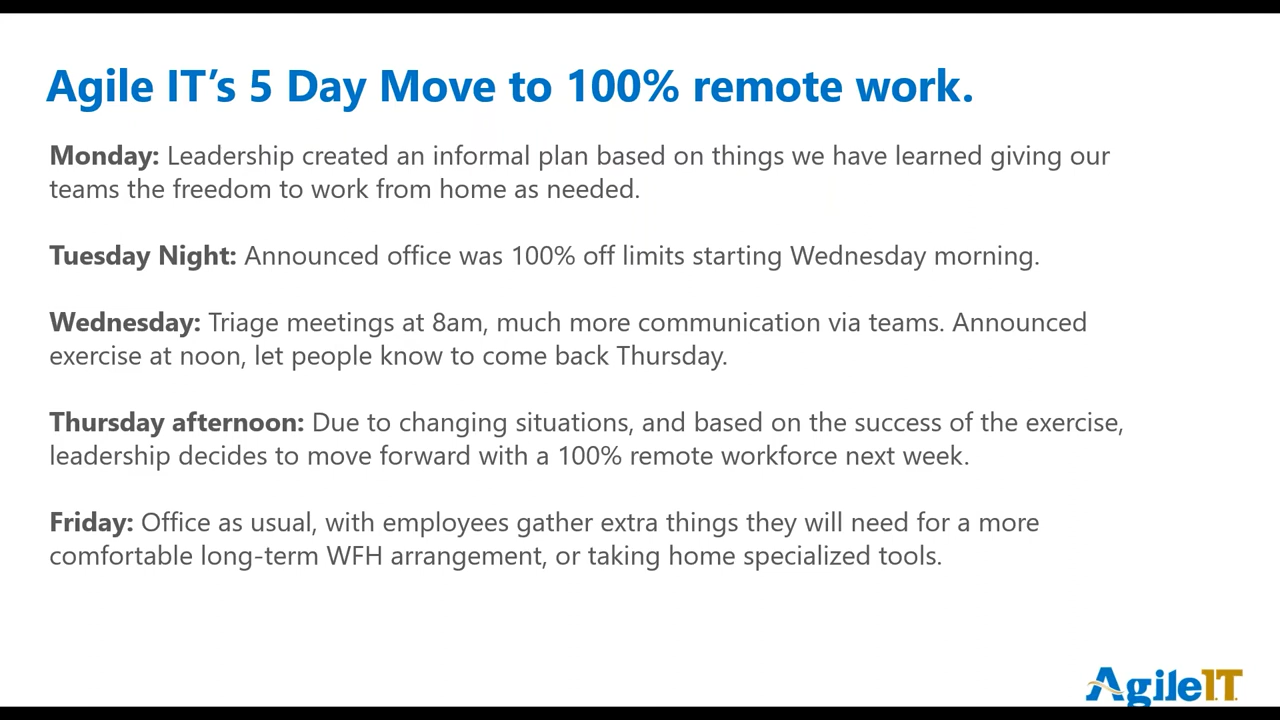 Agile IT’s 5 Day Move to 100% remote work.
Monday: Leadership created an informal plan based on things we have learned giving our
teams the freedom to work from home as needed.
Tuesday Night: Announced office was 100% off limits starting Wednesday morning.
Wednesday: Triage meetings at 8am, much more communication via teams. Announced
exercise at noon, let people know to come back Thursday.
Thursday afternoon: Due to changing situations, and based on the success of the exercise,
leadership decides to move forward with a 100% remote workforce next week.
Friday: Office as usual, with employees gather extra things they will need for a more
comfortable long-term WFH arrangement, or taking home specialized tools.
AgileI.T.